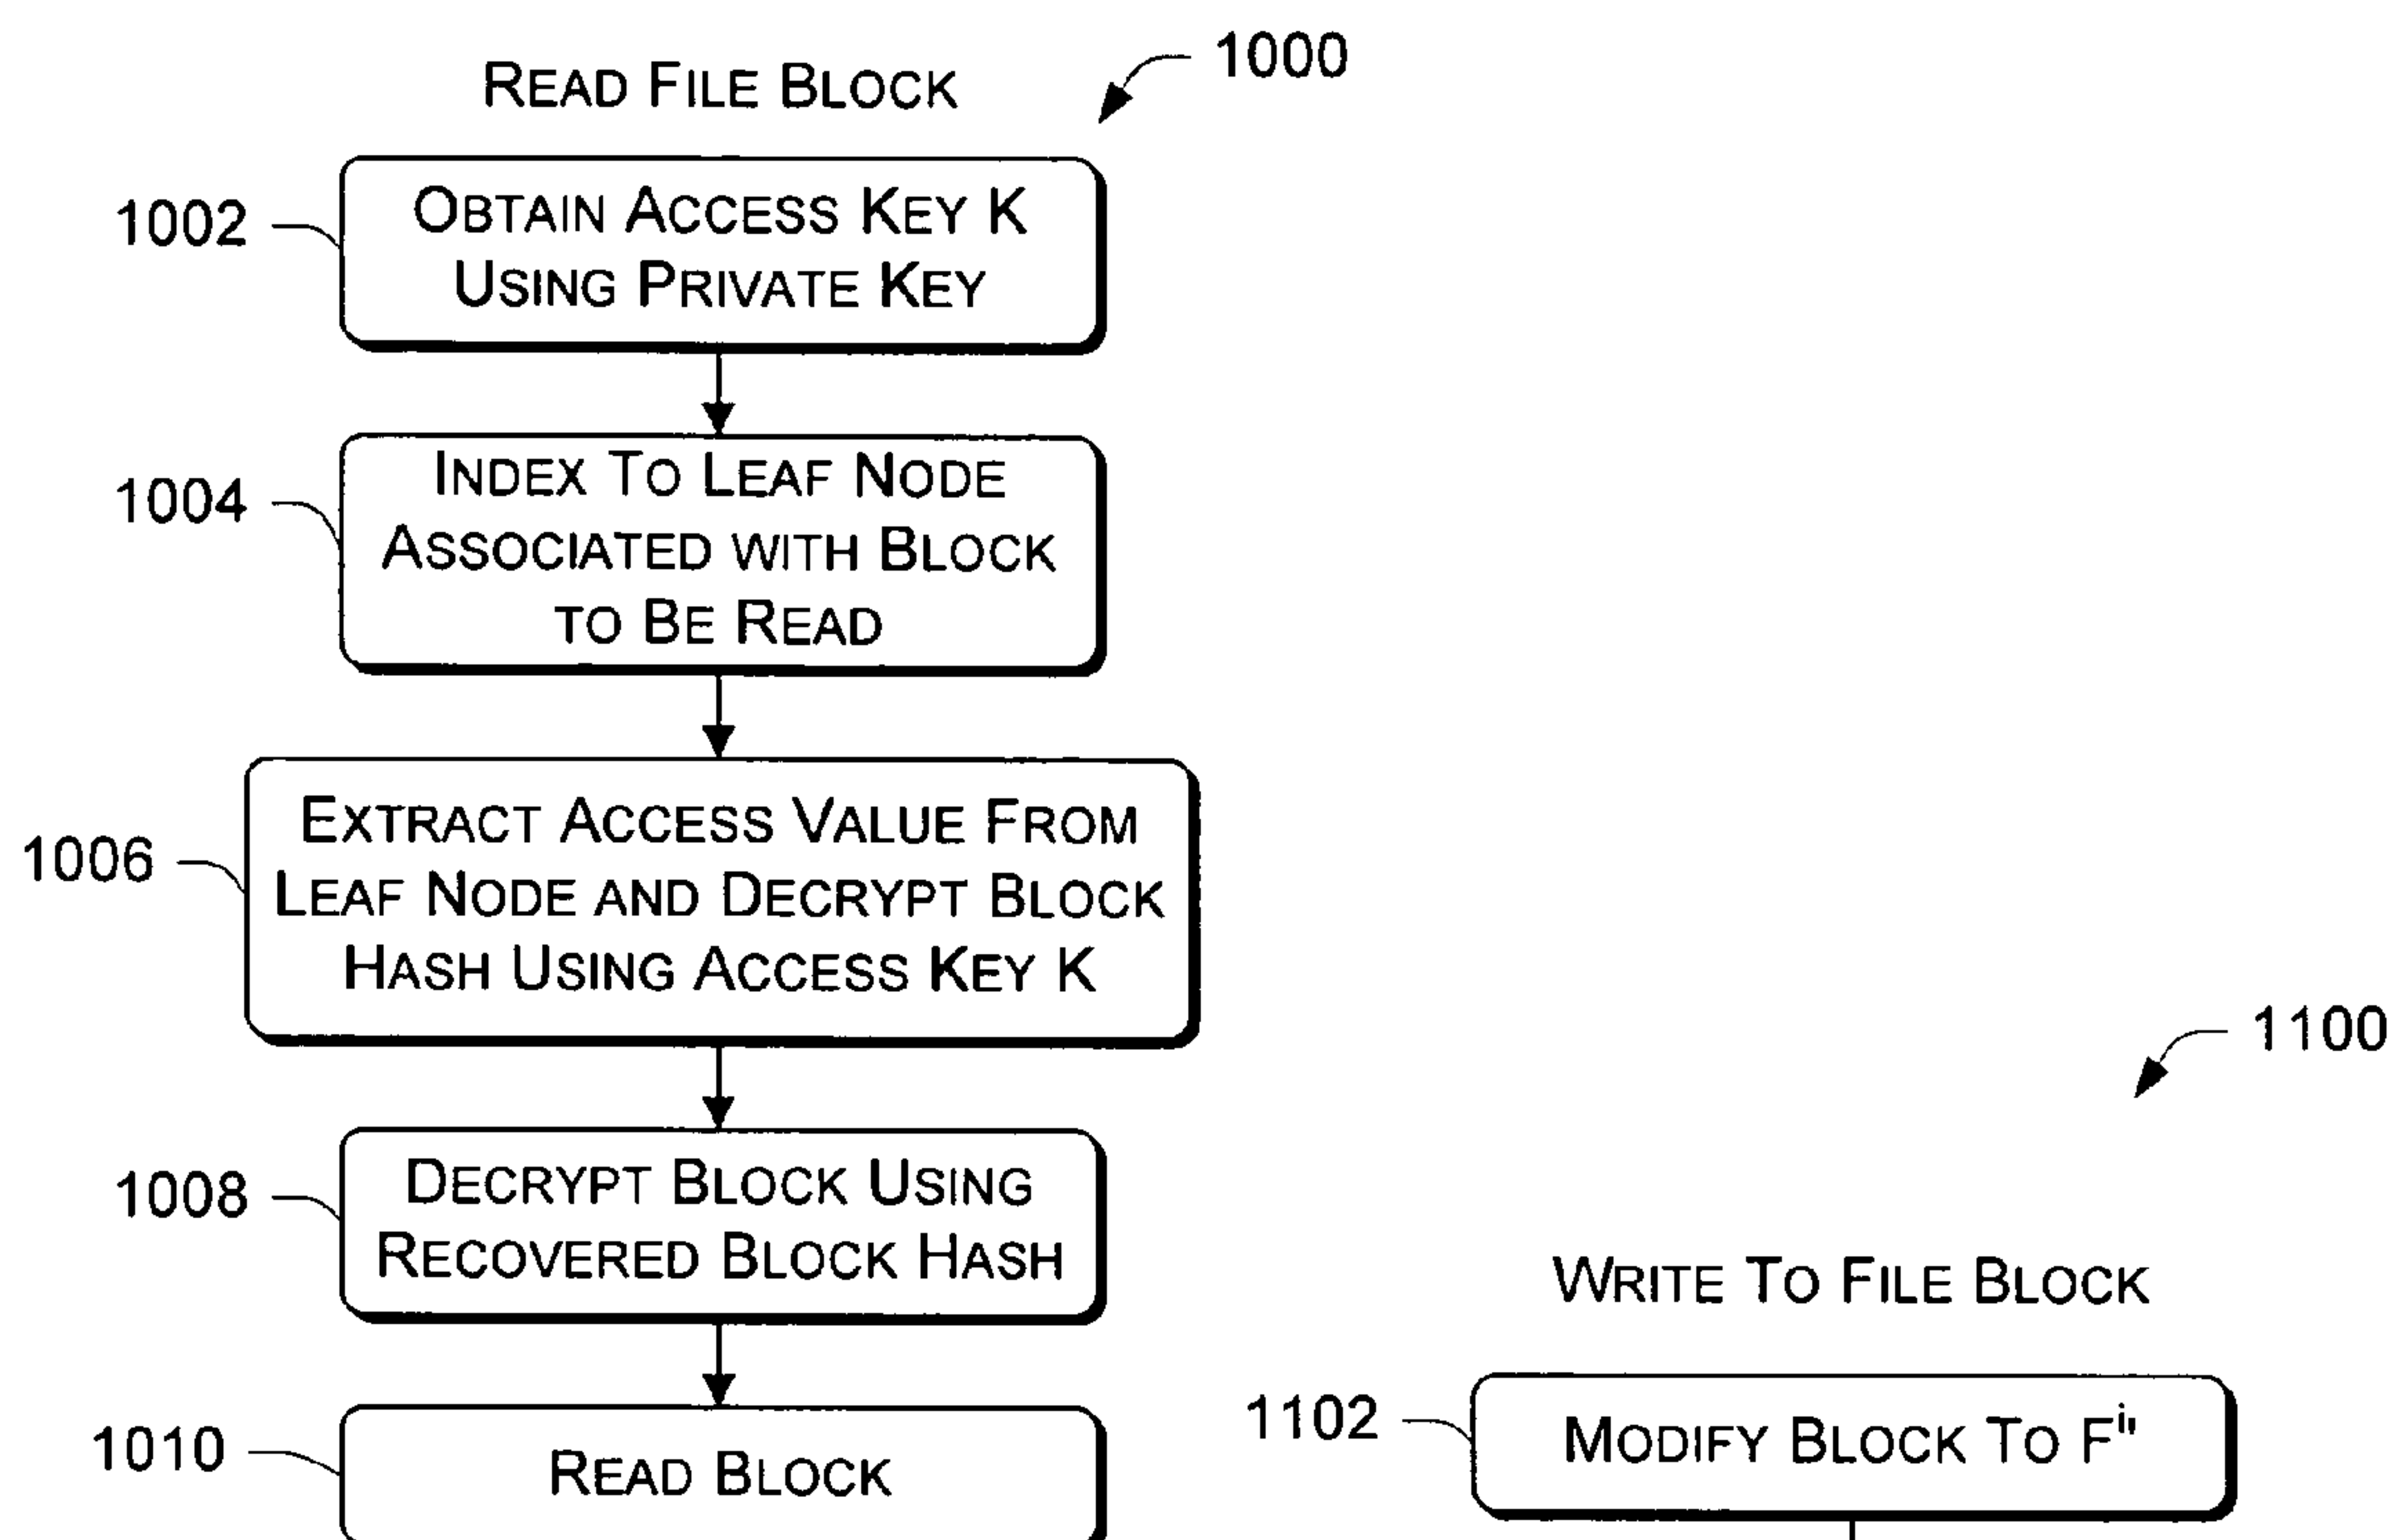 1000
READ FILE BLOCK
1002
OBTAIN ACCESS KEY K
USING PRIVATE KEY
1004
INDEX TO LEAF NODE
ASSOCIATED WITH BLOCK
TO BE READ
1006
EXTRACT ACCESS VALUE FROM
LEAF NODE AND DECRYPT BLOCK
HASH USING ACCESS KEY K
1008
DECRYPT BLOCK USING
RECOVERED BLOCK HASH
1010
READ BLOCK
1100
WRITE TO FILE BLOCK
1102
MODIFY BLOCK TO Fi"